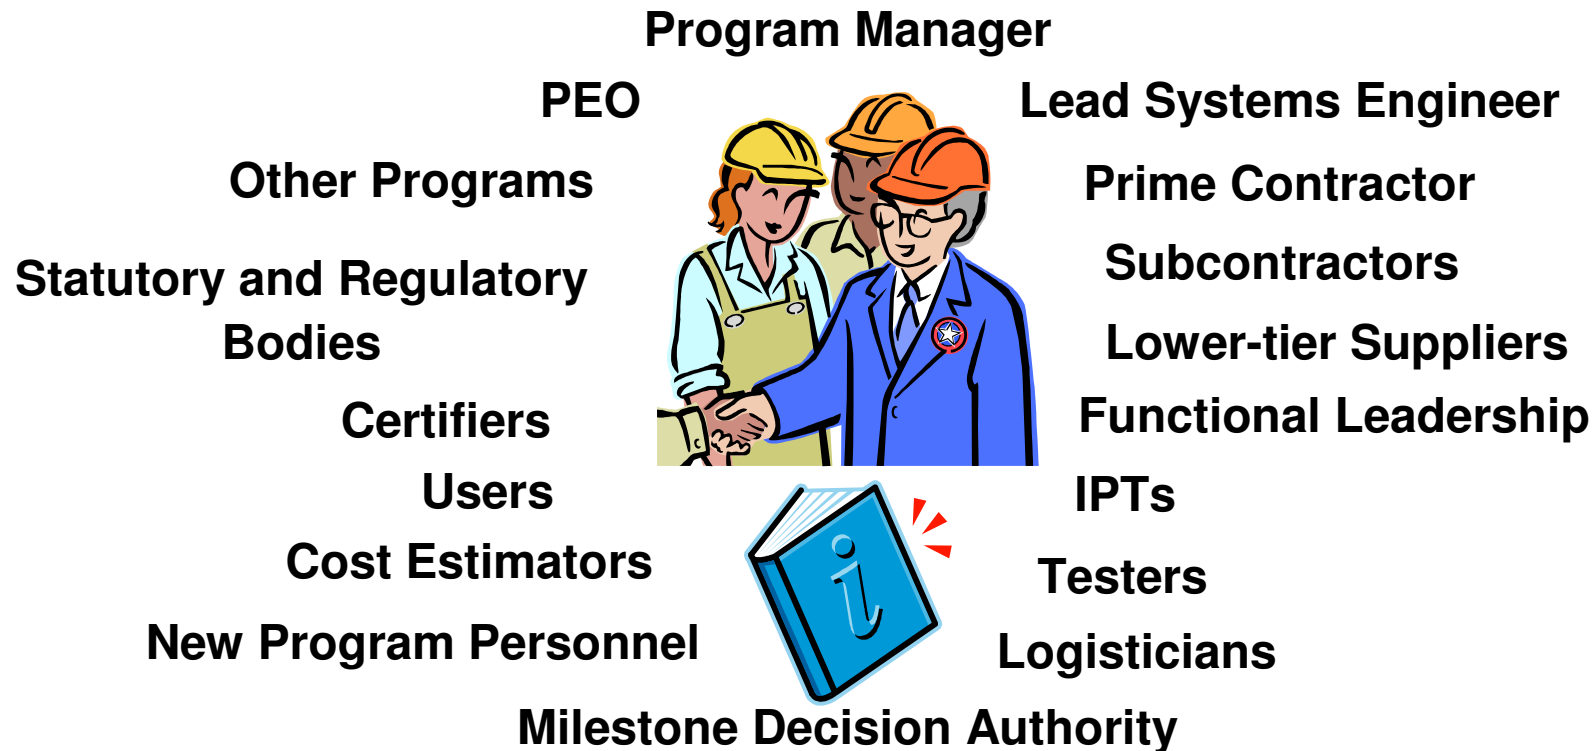 Program Manager
PEO
Lead Systems Engineer
Other Programs
Prime Contractor
Statutory and Regulatory
Bodies
Subcontractors
Lower-tier Suppliers
Certifiers
Functional Leadership
Users
IPTs
Cost Estimators
Testers
New Program Personnel
Logisticians
Milestone Decision Authority
i